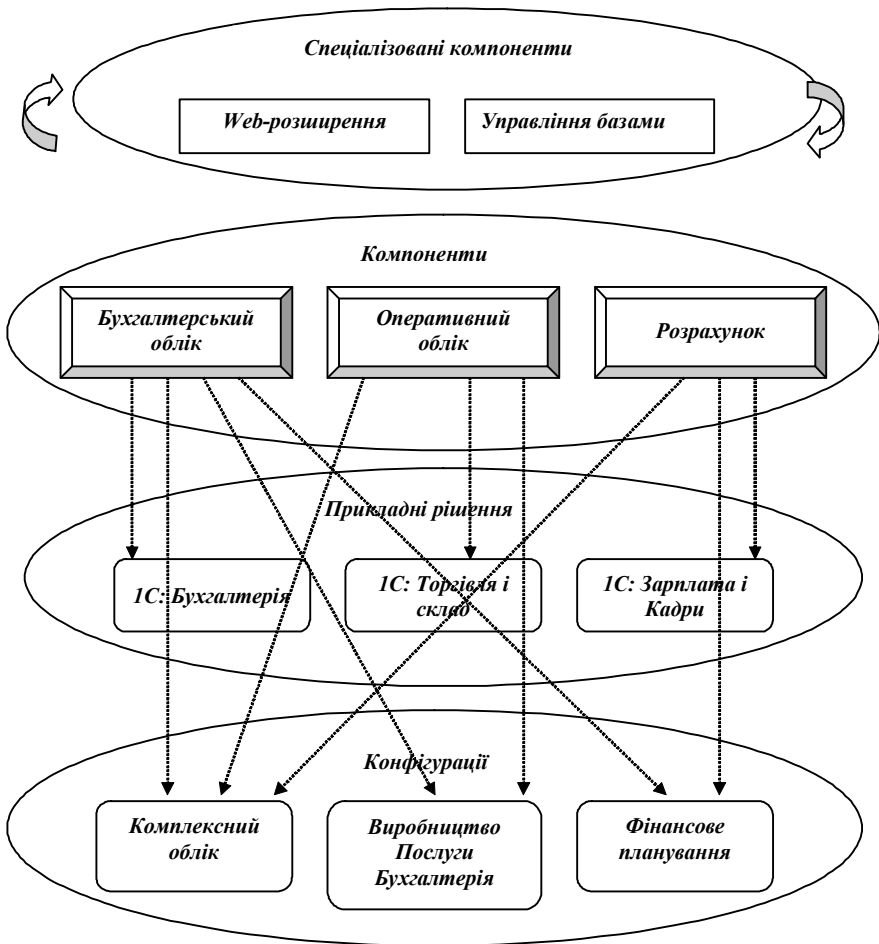 Спеціалізовані компоненти
Web-розширення
Управління базами
Компоненти
Бухгалтерський
облік
Оперативний
облік
Розрахунок
Прикладні рішення
1С: Бухгалтерія
1С: Торгівля і
склад
1С: Зарплата і
Кадри
Конфігурації
Комплексний
облік
Виробництво
Послуги
Бухгалтерія
Фінансове
планування